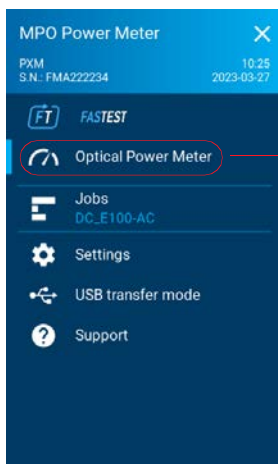 MPO Power Meter
PXM 10:25
S.N.: FMA222234 2023-03-27
FT FASTEST
Optical Power Meter
Jobs
DC_E100-AC
Settings
USB transfer mode
Support